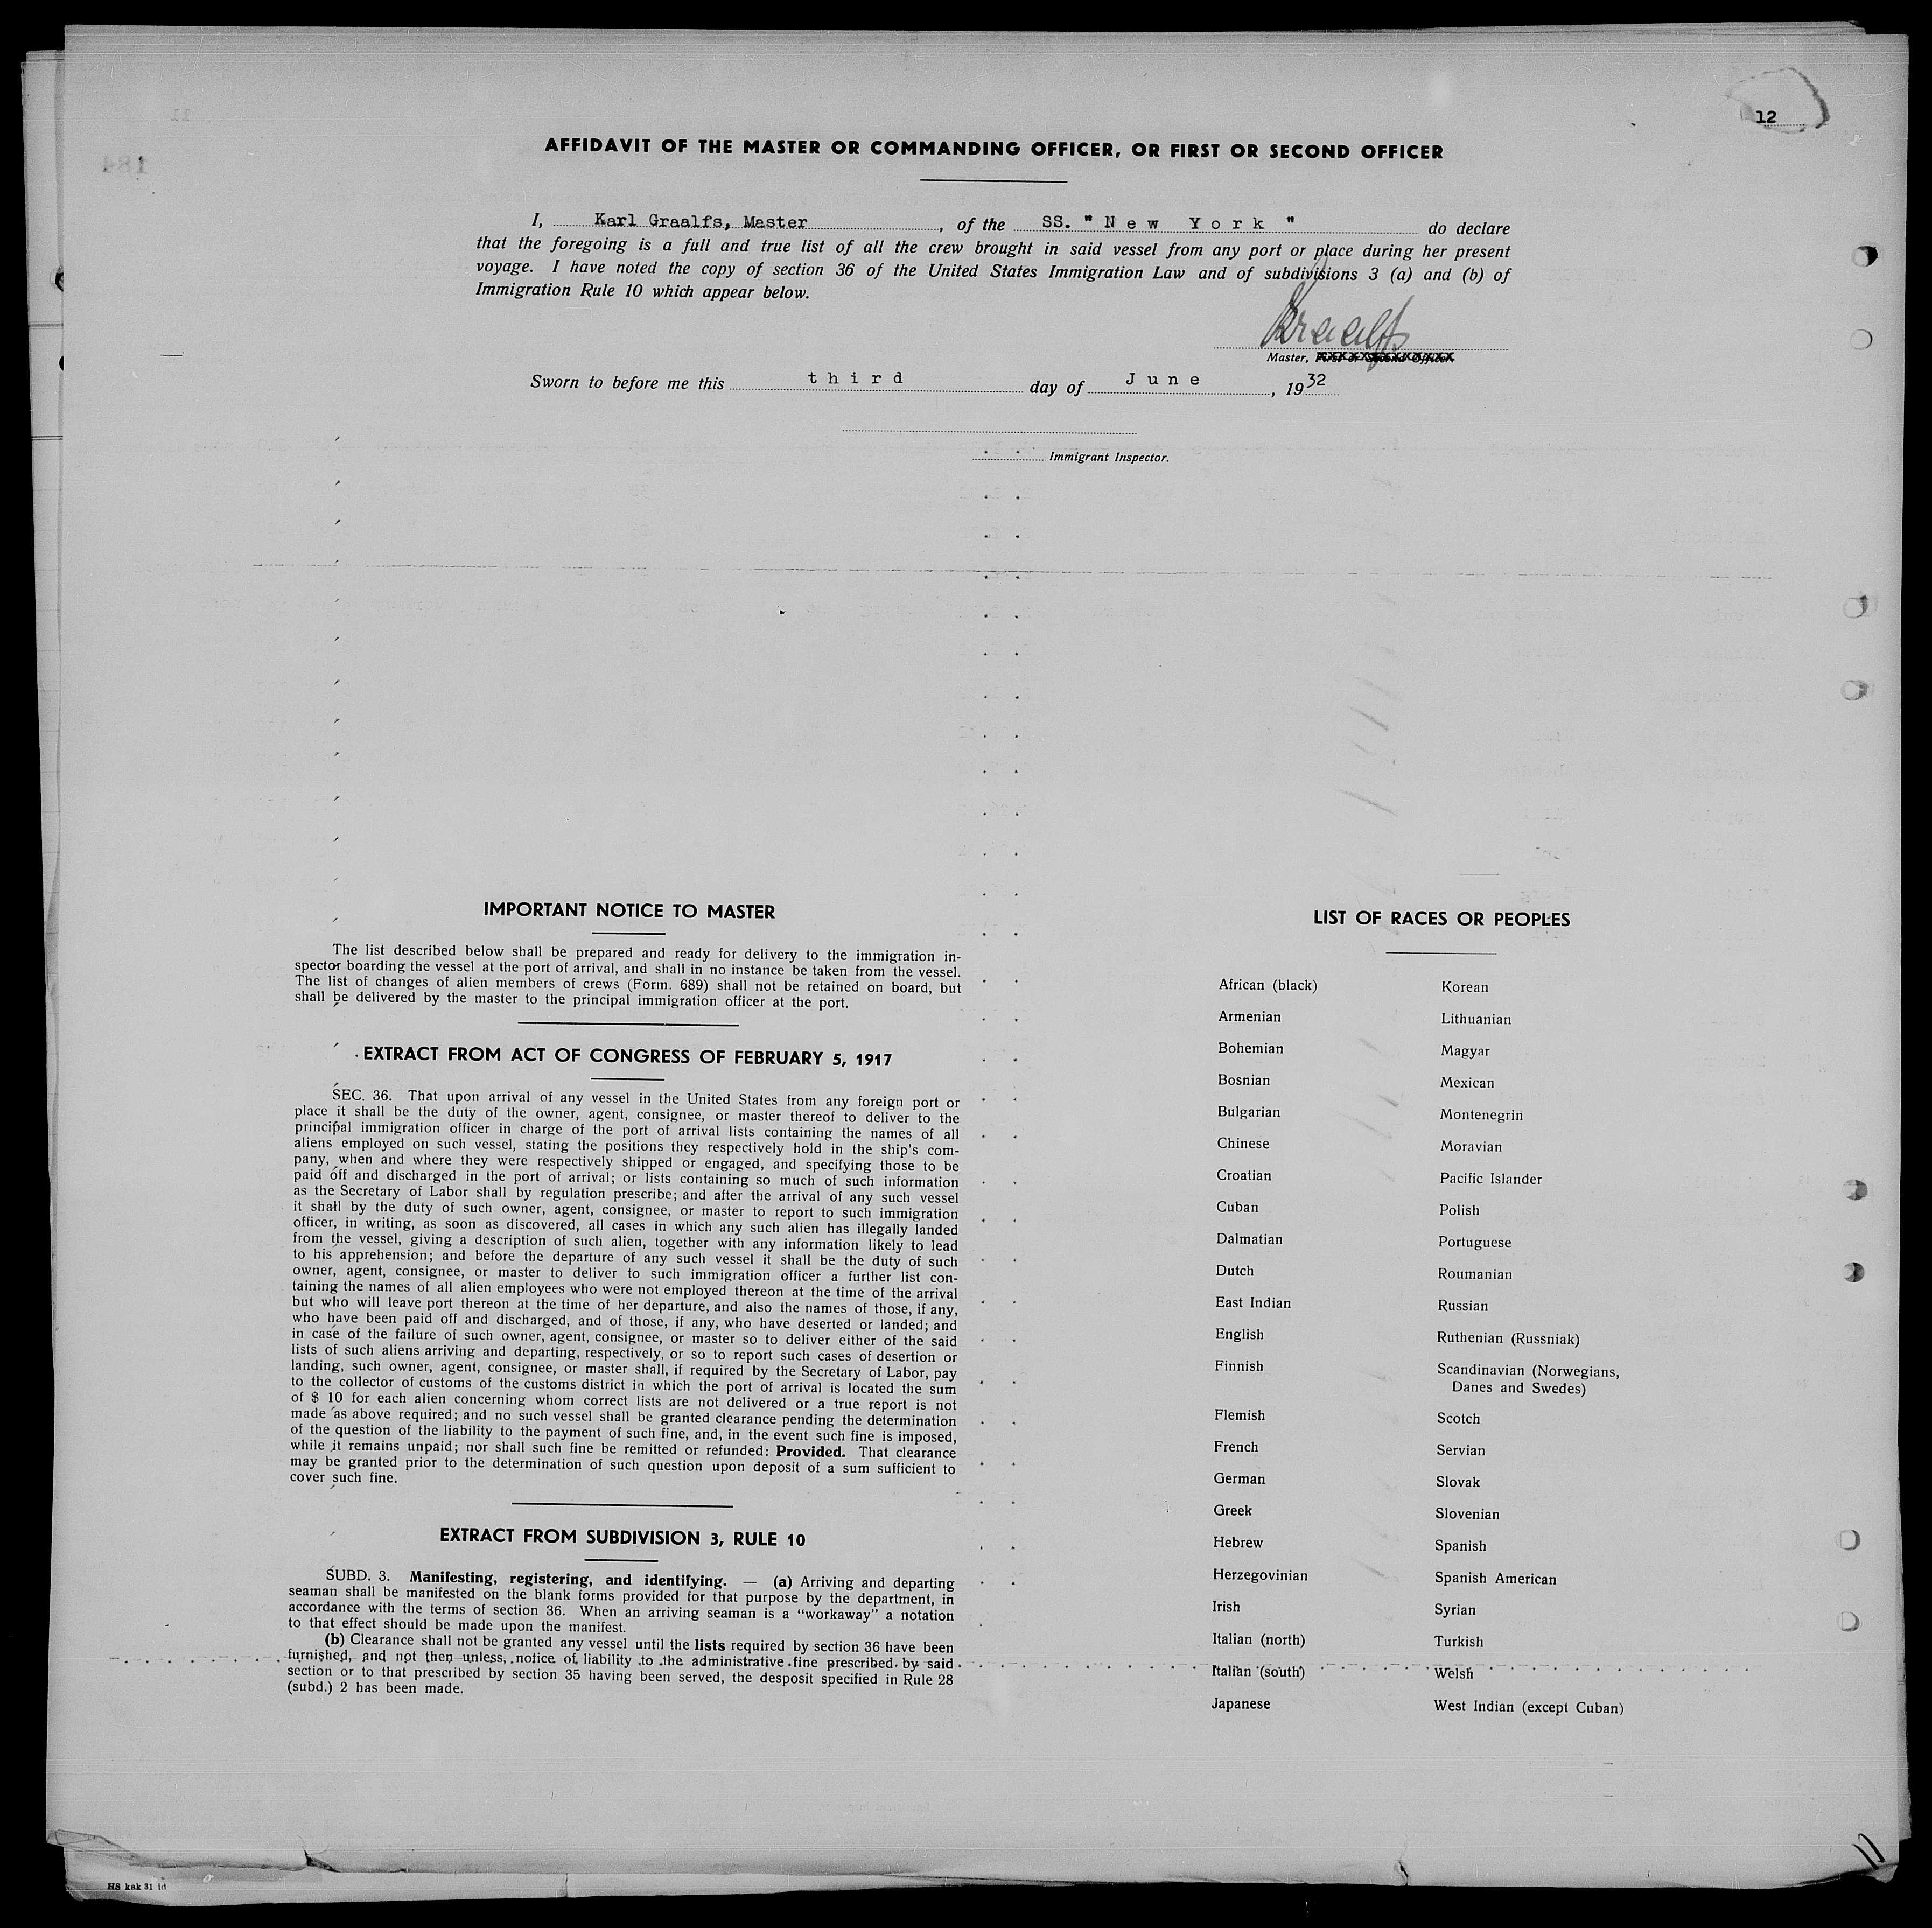 12
AFFIDAVIT OF THE MASTER OR COMMANDING OFFICER, OR FIRST OR SECOND OFFICER
I, Karl Graalfs, Master, of the SS. "New York" do declare
that the foregoing is a full and true list of all the crew brought in said vessel from any port or place during her present
voyage. I have noted the copy of section 36 of the United States Immigration Law and of subdivisions 3 (a) and (b) of
Immigration Rule 10 which appear below.
Graalfs
Master, First or Second Officer.
Sworn to before me this third day of June, 1932
Immigrant Inspector.
IMPORTANT NOTICE TO MASTER
The list described below shall be prepared and ready for delivery to the immigration in-
spector boarding the vessel at the port of arrival, and shall in no instance be taken from the vessel.
The list of changes of alien members of crews (Form. 689) shall not be retained on board, but
shall be delivered by the master to the principal immigration officer at the port.
EXTRACT FROM ACT OF CONGRESS OF FEBRUARY 5, 1917
SEC. 36. That upon arrival of any vessel in the United States from any foreign port or
place it shall be the duty of the owner, agent, consignee, or master thereof to deliver to the
principal immigration officer in charge of the port of arrival lists containing the names of all
aliens employed on such vessel, stating the positions they respectively hold in the ship's com-
pany, when and where they were respectively shipped or engaged, and specifying those to be
paid off and discharged in the port of arrival; or lists containing so much of such information
as the Secretary of Labor shall by regulation prescribe; and after the arrival of any such vessel
it shall by the duty of such owner, agent, consignee, or master to report to such immigration
officer, in writing, as soon as discovered, all cases in which any such alien has illegally landed
from the vessel, giving a description of such alien, together with any information likely to lead
to his apprehension; and before the departure of any such vessel it shall be the duty of such
owner, agent, consignee, or master to deliver to such immigration officer a further list con-
taining the names of all alien employees who were not employed thereon at the time of the arrival
but who will leave port thereon at the time of her departure, and also the names of those, if any,
who have been paid off and discharged, and of those, if any, who have deserted or landed; and
in case of the failure of such owner, agent, consignee, or master so to deliver either of the said
lists of such aliens arriving and departing, respectively, or so to report such cases of desertion or
landing, such owner, agent, consignee, or master shall, if required by the Secretary of Labor, pay
to the collector of customs of the customs district in which the port of arrival is located the sum
of $ 10 for each alien concerning whom correct lists are not delivered or a true report is not
made as above required; and no such vessel shall be granted clearance pending the determination
of the question of the liability to the payment of such fine, and, in the event such fine is imposed,
while it remains unpaid; nor shall such fine be remitted or refunded: Provided. That clearance
may be granted prior to the determination of such question upon deposit of a sum sufficient to
cover such fine.
EXTRACT FROM SUBDIVISION 3, RULE 10
SUBD. 3. Manifesting, registering, and identifying. — (a) Arriving and departing
seaman shall be manifested on the blank forms provided for that purpose by the department, in
accordance with the terms of section 36. When an arriving seaman is a "workaway" a notation
to that effect should be made upon the manifest.
(b) Clearance shall not be granted any vessel until the lists required by section 36 have been
furnished, and not then unless, notice of liability to the administrative fine prescribed by said
section or to that prescribed by section 35 having been served, the desposit specified in Rule 28
(subd.) 2 has been made.
LIST OF RACES OR PEOPLES
African (black)
Armenian
Bohemian
Bosnian
Bulgarian
Chinese
Croatian
Cuban
Dalmatian
Dutch
East Indian
English
Finnish
Flemish
French
German
Greek
Hebrew
Herzegovinian
Irish
Italian (north)
Italian (south)
Japanese
Korean
Lithuanian
Magyar
Mexican
Montenegrin
Moravian
Pacific Islander
Polish
Portuguese
Roumanian
Russian
Ruthenian (Russniak)
Scandinavian (Norwegians,
Danes and Swedes)
Scotch
Servian
Slovak
Slovenian
Spanish
Spanish American
Syrian
Turkish
Welsh
West Indian (except Cuban)
HS kak 31 1d